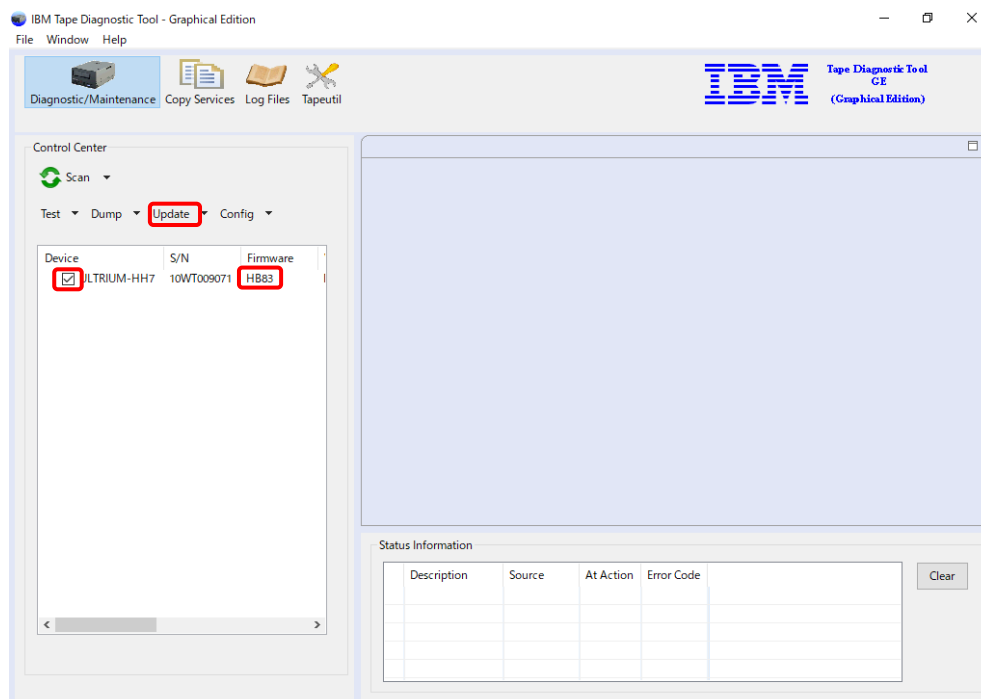 IBM Tape Diagnostic Tool - Graphical Edition
File Window Help
Diagnostic/Maintenance Copy Services Log Files Tapeutil
IBM
Tape Diagnostic Tool
GE
(Graphical Edition)
Control Center
Scan
Test Dump Update Config
Device S/N Firmware
JLTRIUM-HH7 10WT009071 HB83
Status Information
Description Source At Action Error Code
Clear